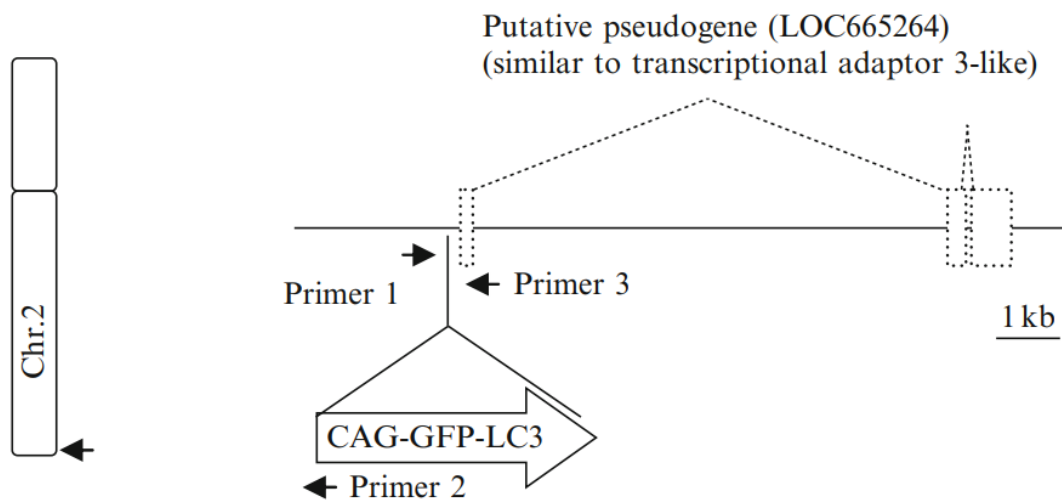 Putative pseudogene (LOC665264)
(similar to transcriptional adaptor 3-like)
Chr.2
Primer 1
Primer 3
1 kb
CAG-GFP-LC3
Primer 2